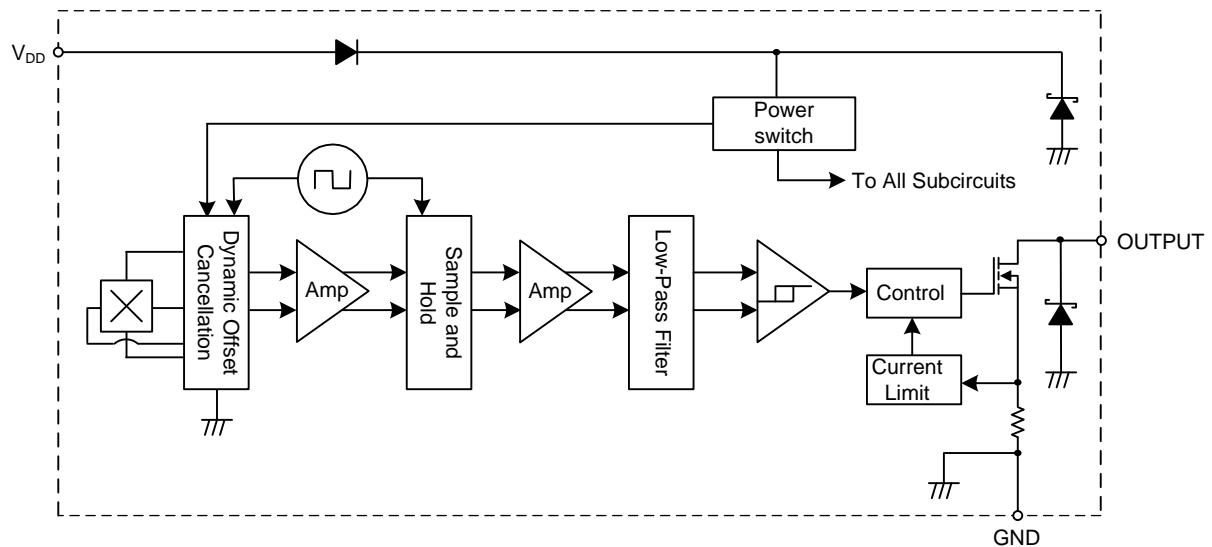 V_DD
Power
switch
To All Subcircuits
OUTPUT
Dynamic Offset
Cancellation
Amp
Sample and
Hold
Amp
Low-Pass Filter
Control
Current
Limit
GND